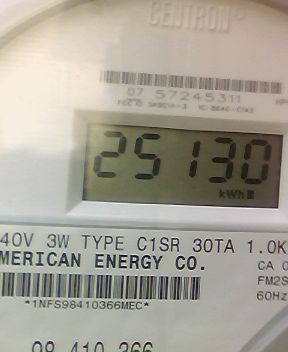 CENTRON
07 57245311
25130
kWh
40V 3W TYPE C1SR 30TA 1.0K
MERICAN ENERGY CO.
CA 0
FM2S
*1NFS98410366MEC*
60Hz
98 410 366